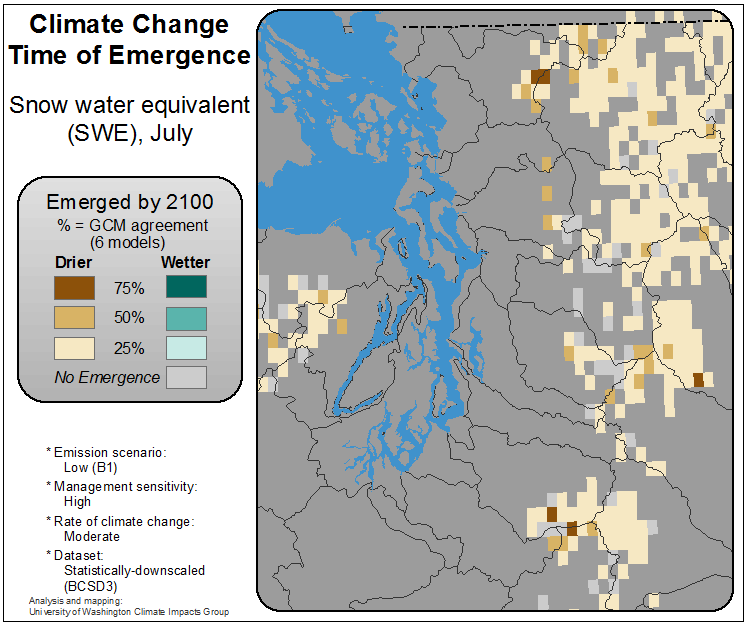 Climate Change
Time of Emergence
Snow water equivalent
(SWE), July
Emerged by 2100
% = GCM agreement
(6 models)
Drier Wetter
75%
50%
25%
No Emergence
* Emission scenario:
Low (B1)
* Management sensitivity:
High
* Rate of climate change:
Moderate
* Dataset:
Statistically-downscaled
(BCSD3)
Analysis and mapping:
University of Washington Climate Impacts Group